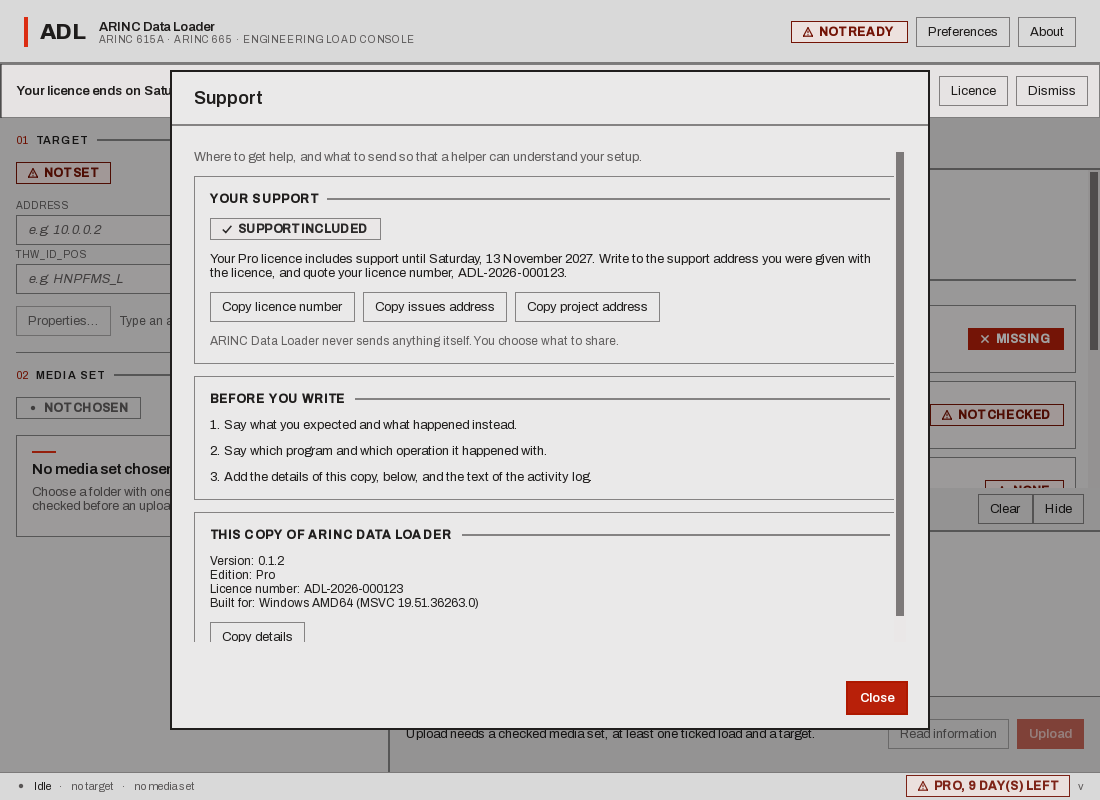 ADL
ARINC Data Loader
ARINC 615A · ARINC 665 · ENGINEERING LOAD CONSOLE
NOT READY
Preferences
About
Your licence ends on Satu
Licence
Dismiss
Support
Where to get help, and what to send so that a helper can understand your setup.
YOUR SUPPORT
SUPPORT INCLUDED
Your Pro licence includes support until Saturday, 13 November 2027. Write to the support address you were given with
the licence, and quote your licence number, ADL-2026-000123.
Copy licence number
Copy issues address
Copy project address
ARINC Data Loader never sends anything itself. You choose what to share.
BEFORE YOU WRITE
1. Say what you expected and what happened instead.
2. Say which program and which operation it happened with.
3. Add the details of this copy, below, and the text of the activity log.
THIS COPY OF ARINC DATA LOADER
Version: 0.1.2
Edition: Pro
Licence number: ADL-2026-000123
Built for: Windows AMD64 (MSVC 19.51.36263.0)
Copy details
Close
01 TARGET
NOT SET
ADDRESS
e.g. 10.0.0.2
THW_ID_POS
e.g. HNPFMS_L
Properties...
Type an a
02 MEDIA SET
NOT CHOSEN
No media set chosen
Choose a folder with one
checked before an uploa
MISSING
NOT CHECKED
NONE
Clear
Hide
Upload needs a checked media set, at least one ticked load and a target.
Read information
Upload
Idle · no target · no media set
PRO, 9 DAY(S) LEFT
v